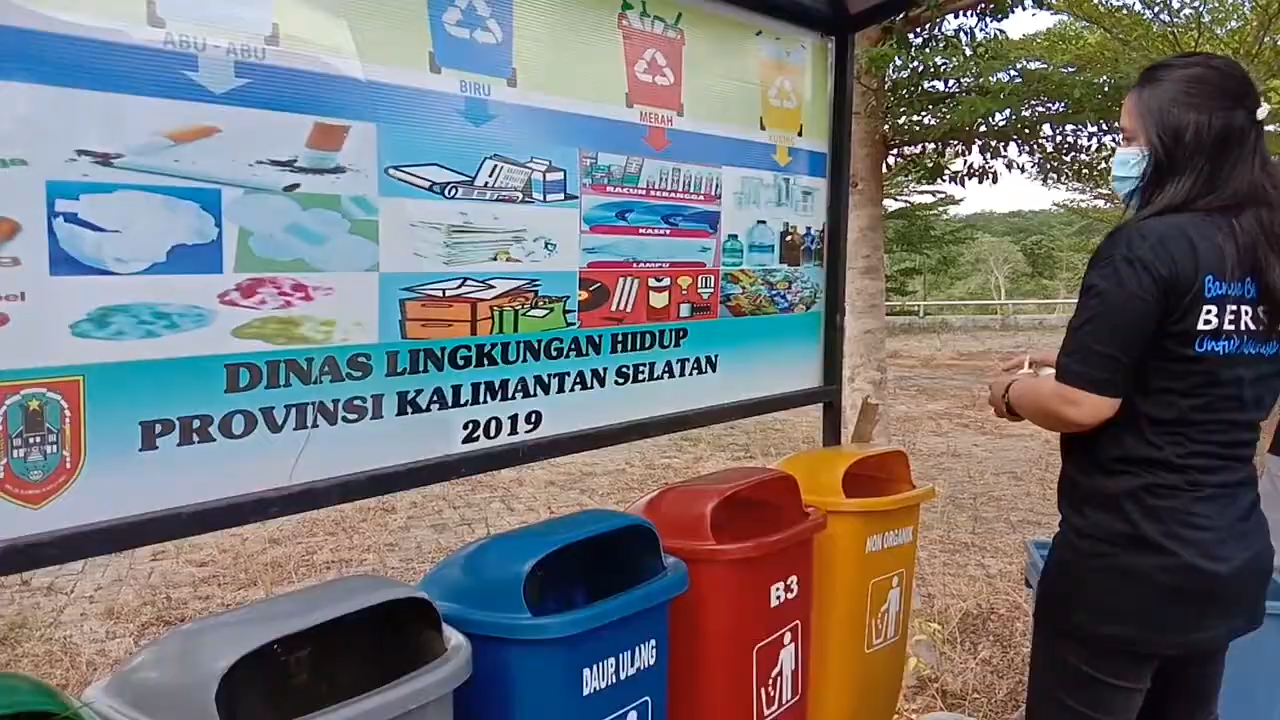 ABU - ABU
BIRU
MERAH
KUNING
RACUN SERANGGA
KASET
LAMPU
DINAS LINGKUNGAN HIDUP
PROVINSI KALIMANTAN SELATAN
2019
DAUR ULANG
B3
NON ORGANIK
BERS